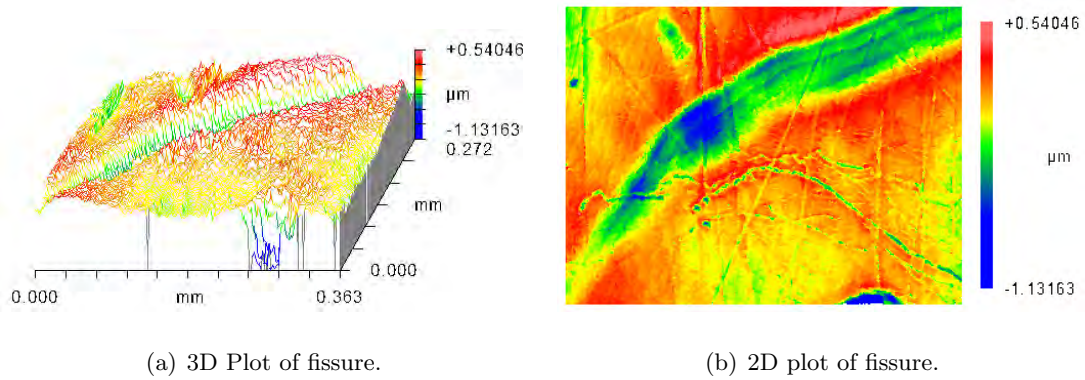 +0.54046
µm
-1.13163
0.272
mm
0.000
0.000 mm 0.363
+0.54046
µm
-1.13163
(a) 3D Plot of fissure.
(b) 2D plot of fissure.